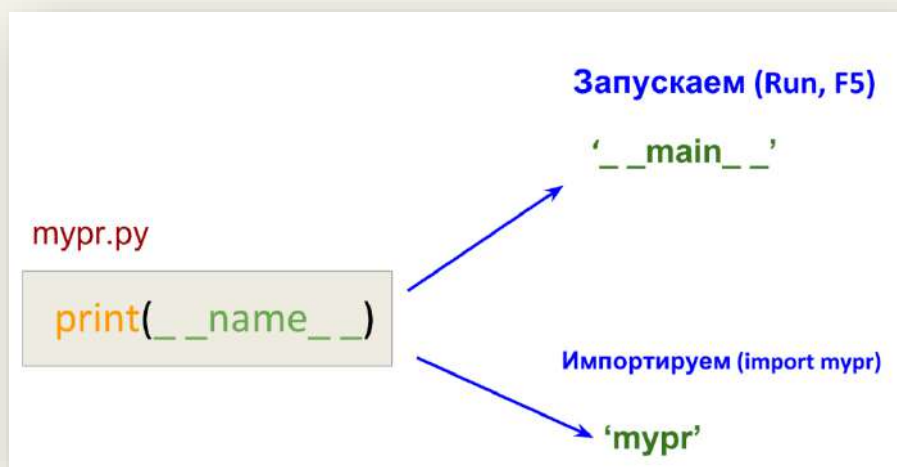 Запускаем (Run, F5)
‘_ _main_ _’
mypr.py
print(_ _name_ _)
Импортируем (import mypr)
‘mypr’